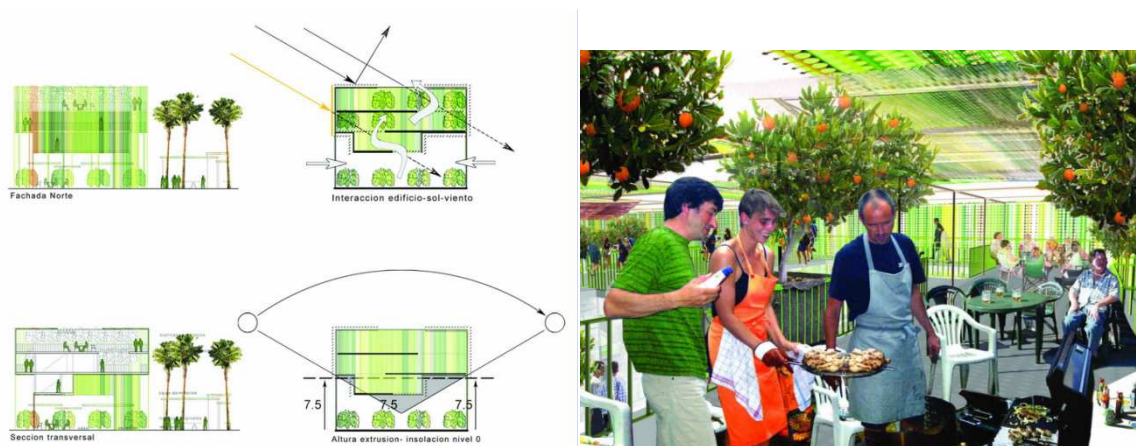 Fachada Norte
Interaccion edificio-sol-viento
7.5
7.5
7.5
Seccion transversal
Altura extrusion- insolacion nivel 0